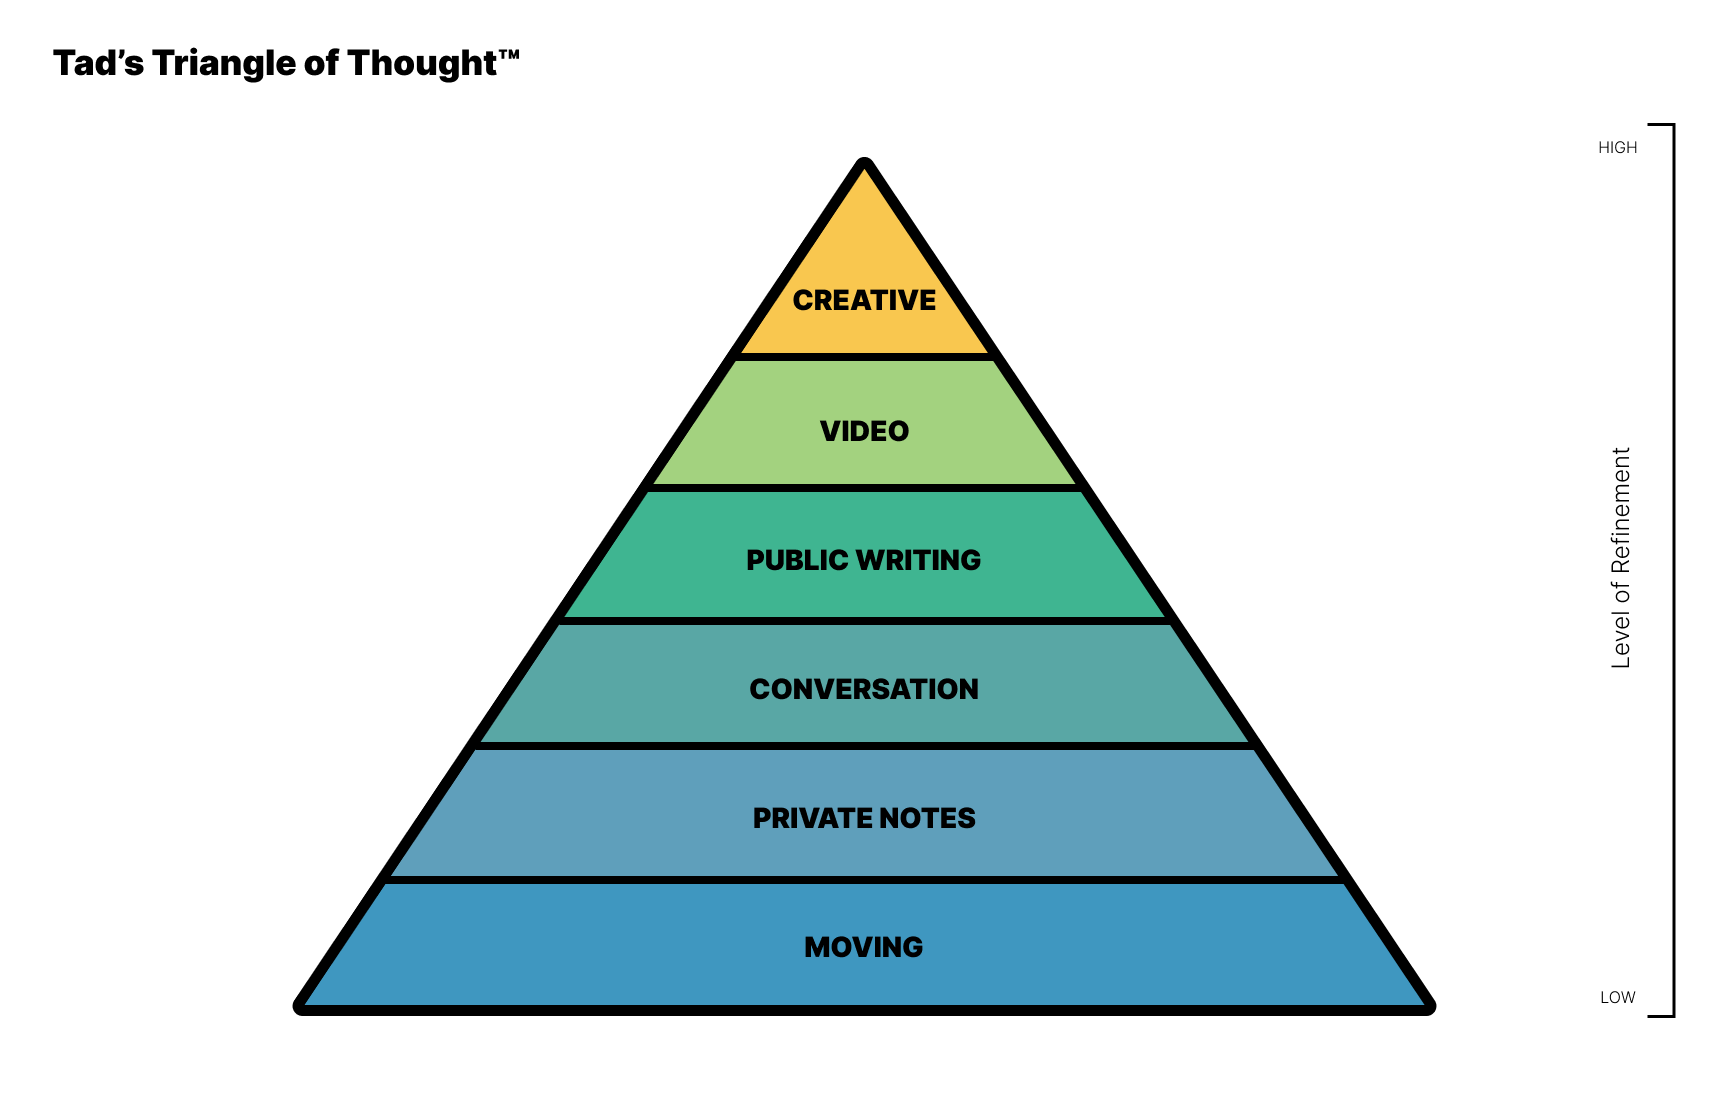 Tad’s Triangle of Thought™
HIGH
CREATIVE
VIDEO
PUBLIC WRITING
Level of Refinement
CONVERSATION
PRIVATE NOTES
MOVING
LOW